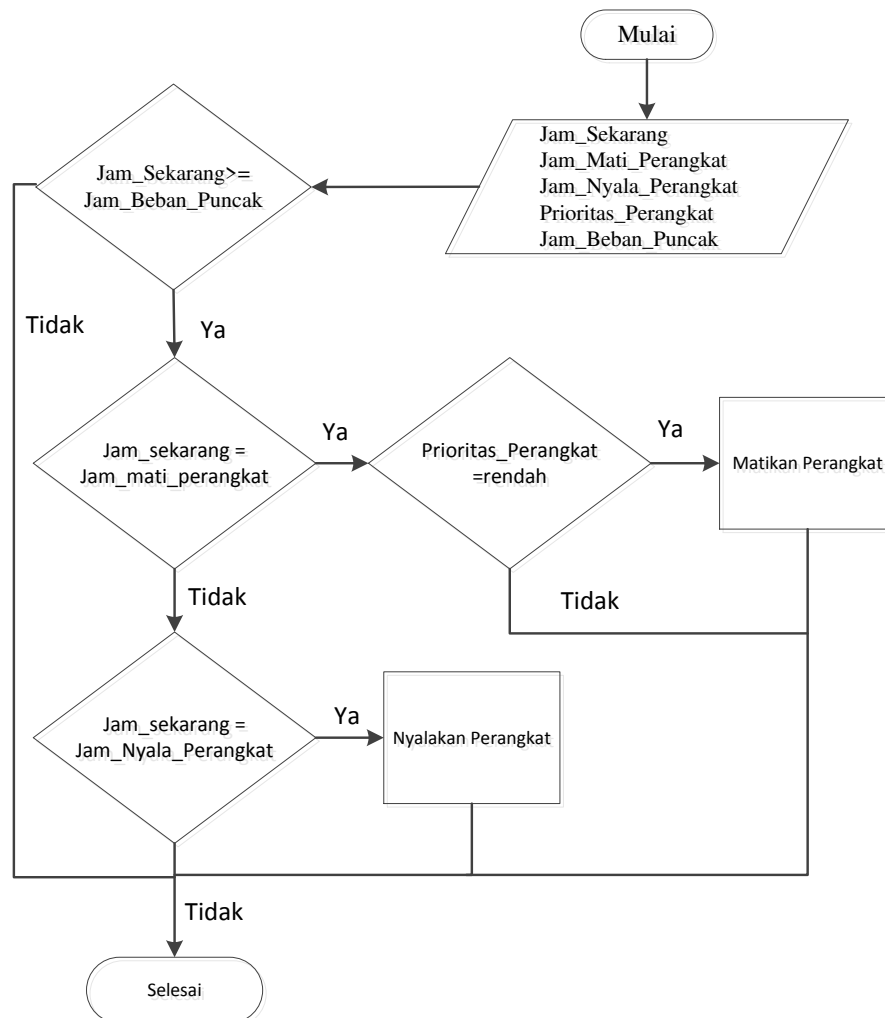 Mulai
Jam_Sekarang
Jam_Mati_Perangkat
Jam_Nyala_Perangkat
Prioritas_Perangkat
Jam_Beban_Puncak
Jam_Sekarang>=
Jam_Beban_Puncak
Tidak
Ya
Jam_sekarang =
Jam_mati_perangkat
Ya
Prioritas_Perangkat
=rendah
Ya
Matikan Perangkat
Tidak
Tidak
Jam_sekarang =
Jam_Nyala_Perangkat
Ya
Nyalakan Perangkat
Tidak
Selesai